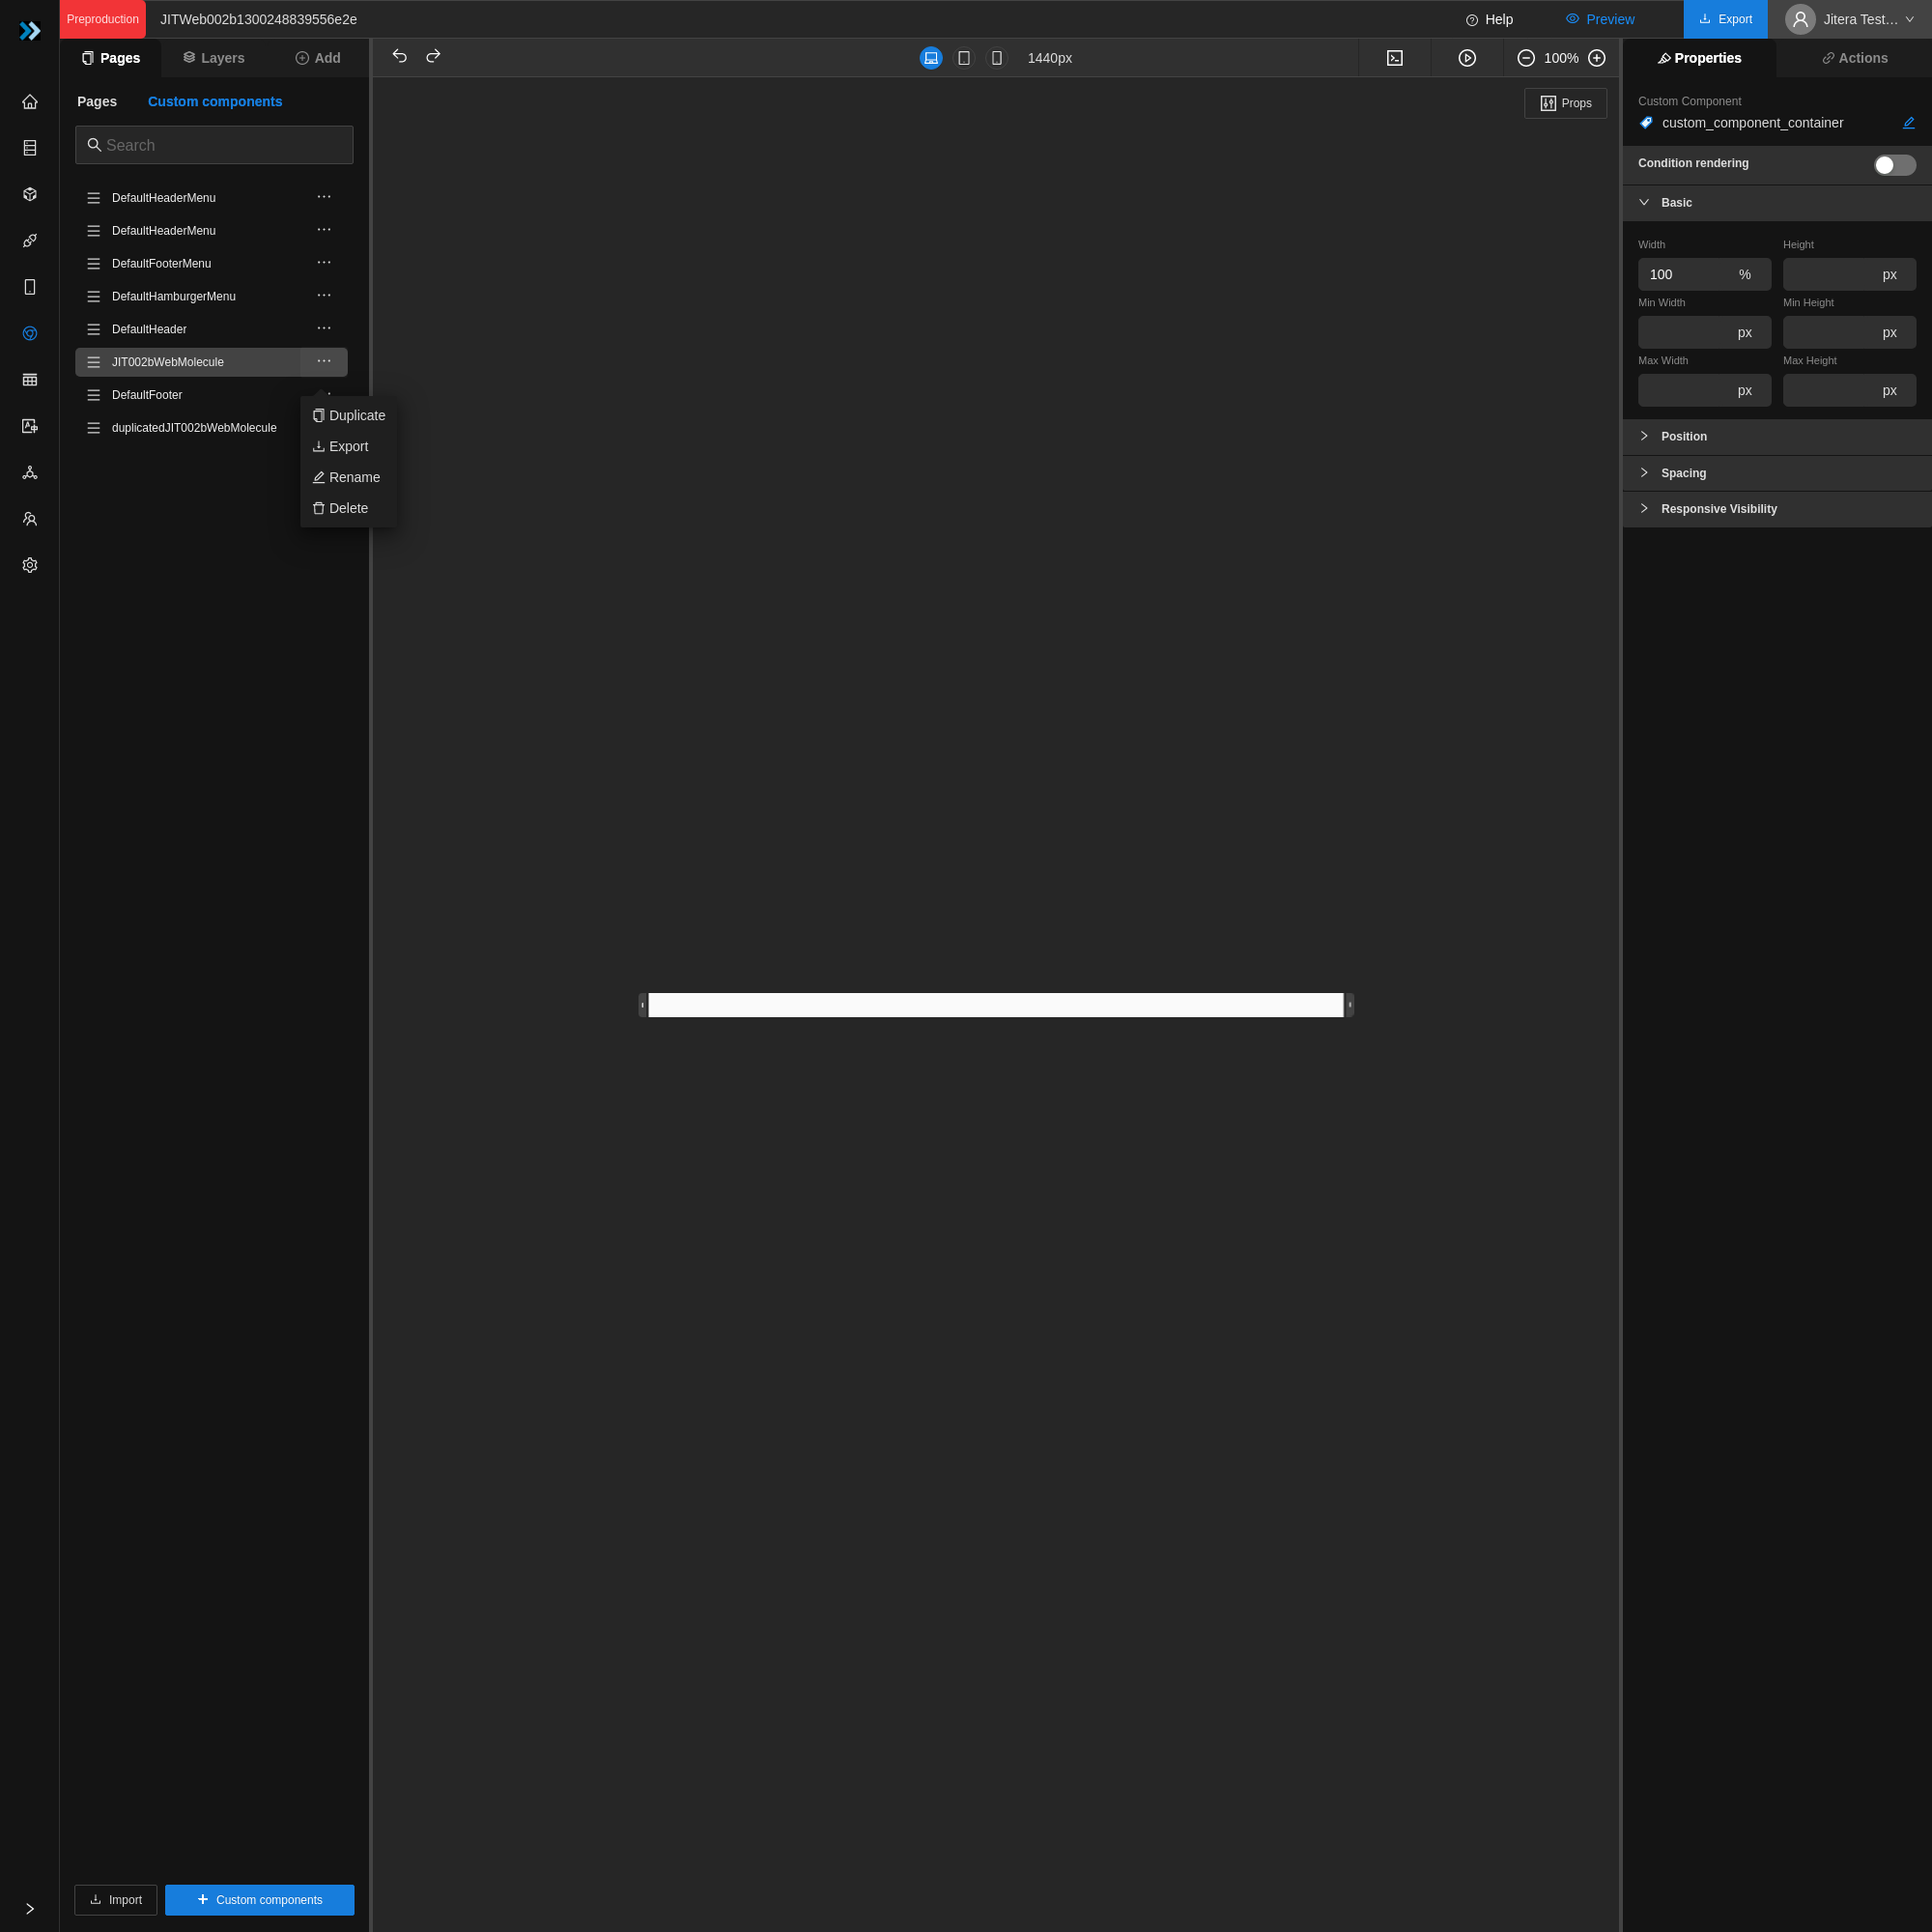 Preproduction JITWeb002b1300248839556e2e Help Preview Export Jitera Test…
Pages Layers Add 1440px 100% Properties Actions
Pages Custom components
Search
DefaultHeaderMenu
DefaultHeaderMenu
DefaultFooterMenu
DefaultHamburgerMenu
DefaultHeader
JIT002bWebMolecule
DefaultFooter
duplicatedJIT002bWebMolecule
Duplicate
Export
Rename
Delete
Import
Custom components
Props
Custom Component
custom_component_container
Condition rendering
Basic
Width Height
100 % px
Min Width Min Height
px px
Max Width Max Height
px px
Position
Spacing
Responsive Visibility